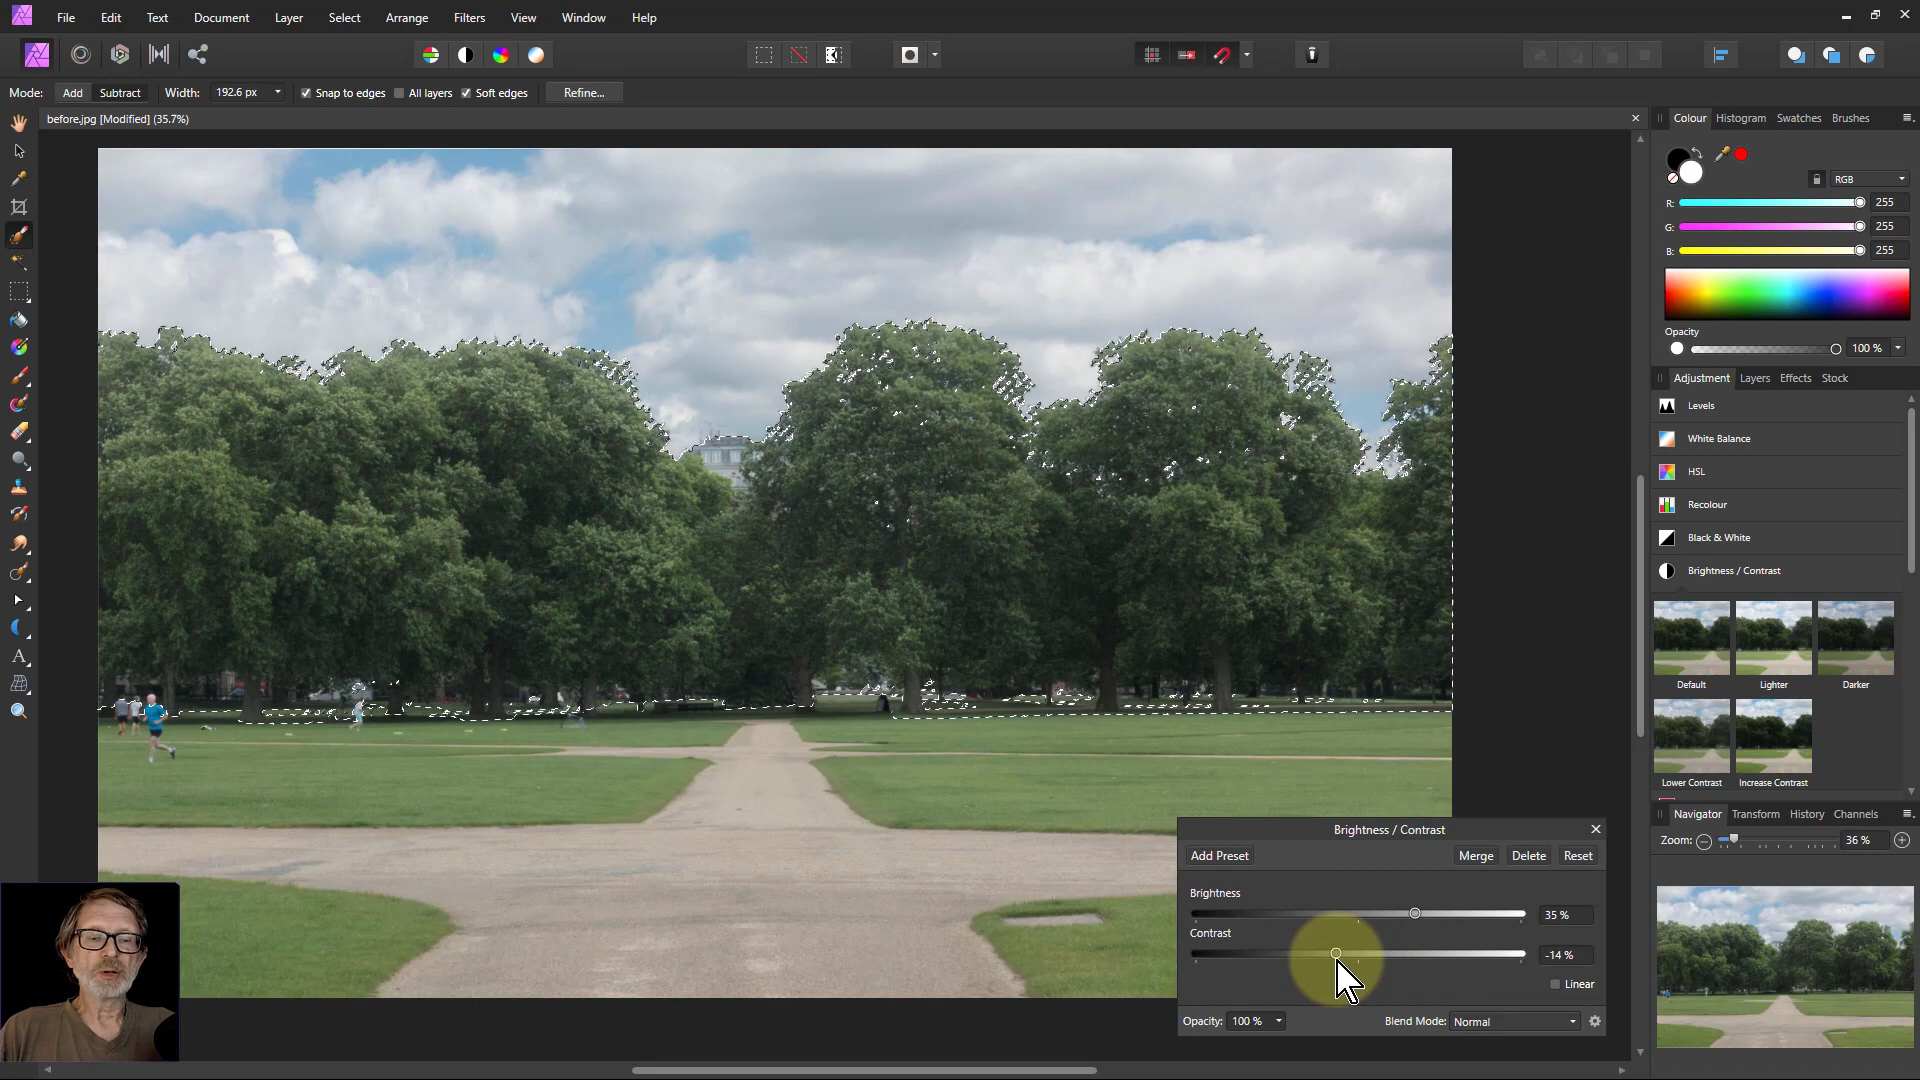 File Edit Text Document Layer Select Arrange Filters View Window Help
Mode: Add Subtract Width: 192.6 px Snap to edges All layers Soft edges Refine...
before.jpg [Modified] (35.7%)
Colour Histogram Swatches Brushes
RGB
R: 255
G: 255
B: 255
Opacity
100 %
Adjustment Layers Effects Stock
Levels
White Balance
HSL
Recolour
Black & White
Brightness / Contrast
Default Lighter Darker
Lower Contrast Increase Contrast
Navigator Transform History Channels
Zoom: 36 %
Brightness / Contrast
Add Preset Merge Delete Reset
Brightness
35 %
Contrast
-14 %
Linear
Opacity: 100 % Blend Mode: Normal